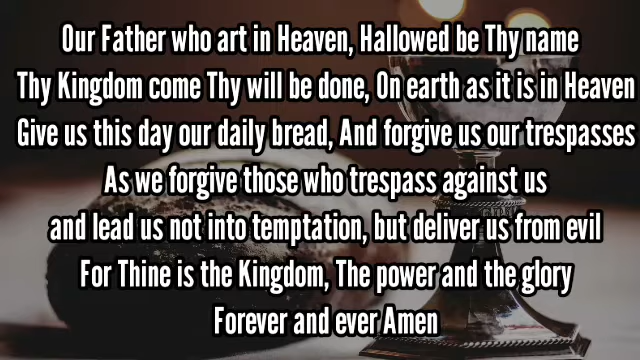 Our Father who art in Heaven, Hallowed be Thy name
Thy Kingdom come Thy will be done, On earth as it is in Heaven
Give us this day our daily bread, And forgive us our trespasses
As we forgive those who trespass against us
and lead us not into temptation, but deliver us from evil
For Thine is the Kingdom, The power and the glory
Forever and ever Amen